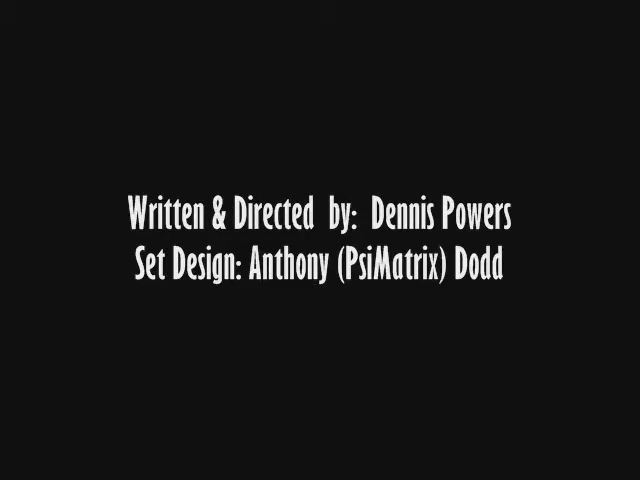 Written & Directed by: Dennis Powers
Set Design: Anthony (PsiMatrix) Dodd